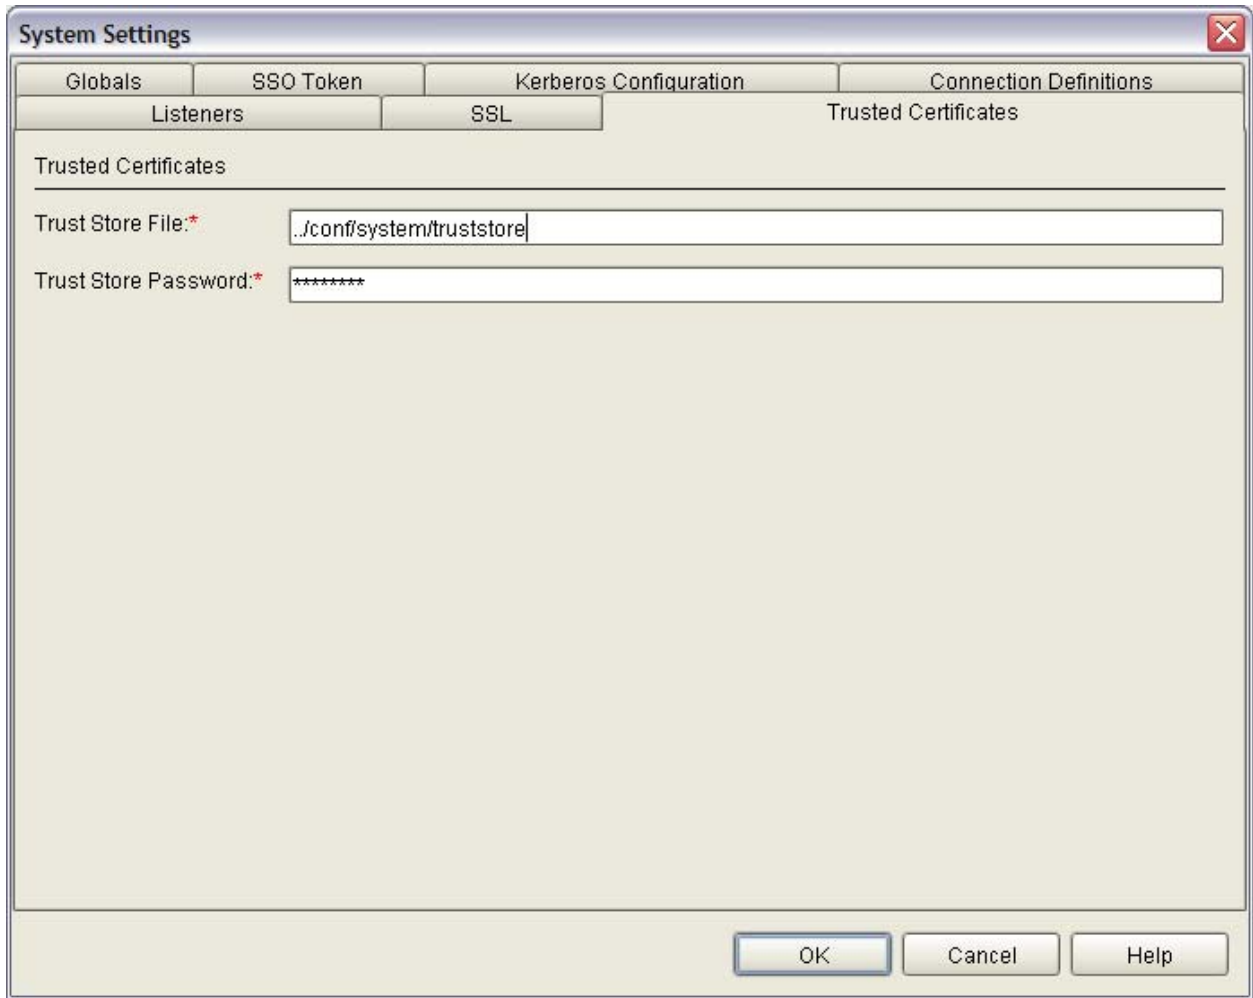 System Settings
Globals SSO Token Kerberos Configuration Connection Definitions
Listeners SSL Trusted Certificates
Trusted Certificates
Trust Store File:* ../conf/system/truststore
Trust Store Password:* ********
OK Cancel Help